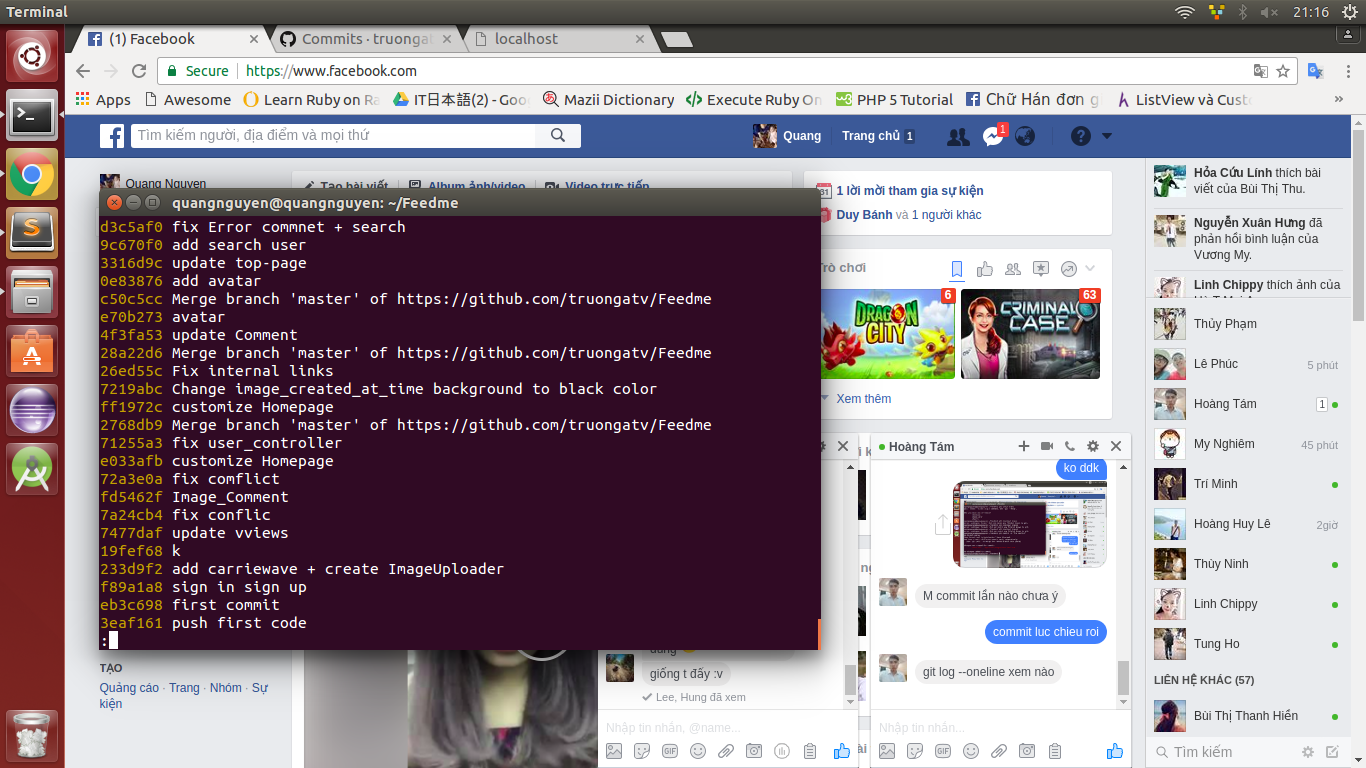 Terminal
21:16
(1) Facebook
Commits · truongat
localhost
Secure
https://www.facebook.com
Apps
Awesome
Learn Ruby on Ra
IT日本語(2) - Goo
Mazii Dictionary
Execute Ruby On
PHP 5 Tutorial
Chữ Hán đơn g
ListView và Cust
»
Tìm kiếm người, địa điểm và mọi thứ
Quang
Trang chủ 1
1
Quang Nguyen
Tạo bài viết
Album ảnh/video
Video trực tiếp
31
1 lời mời tham gia sự kiện
Duy Bánh và 1 người khác
quangnguyen@quangnguyen: ~/Feedme
d3c5af0 fix Error commnet + search
9c670f0 add search user
3316d9c update top-page
0e83876 add avatar
c50c5cc Merge branch 'master' of https://github.com/truongatv/Feedme
e70b273 avatar
4f3fa53 update Comment
28a22d6 Merge branch 'master' of https://github.com/truongatv/Feedme
26ed55c Fix internal links
7219abc Change image_created_at_time background to black color
ff1972c customize Homepage
2768db9 Merge branch 'master' of https://github.com/truongatv/Feedme
71255a3 fix user_controller
e033afb customize Homepage
72a3e0a fix comflict
fd5462f Image_Comment
7a24cb4 fix conflic
7477daf update vviews
19fef68 k
233d9f2 add carriewave + create ImageUploader
f89a1a8 sign in sign up
eb3c698 first commit
3eaf161 push first code
:
Trò chơi
6
DRAGON CITY
63
CRIMINAL CASE
Xem thêm
TẠO
Quảng cáo · Trang · Nhóm · Sự
kiện
giống t đấy :v
Lee, Hung đã xem
Nhập tin nhắn, @name...
GIF
Hoàng Tám
ko ddk
M commit lần nào chưa ý
commit luc chieu roi
git log --oneline xem nào
Nhập tin nhắn...
GIF
Hỏa Cứu Lính thích bài
viết của Bùi Thị Thu.
Nguyễn Xuân Hưng đã
phản hồi bình luận của
Vương My.
Linh Chippy thích ảnh của
Thủy Phạm
Lê Phúc 5 phút
Hoàng Tám 1
My Nghiêm 45 phút
Trí Minh
Hoàng Huy Lê 2giờ
Thùy Ninh
Linh Chippy
Tung Ho
LIÊN HỆ KHÁC (57)
Bùi Thị Thanh Hiền
Tìm kiếm